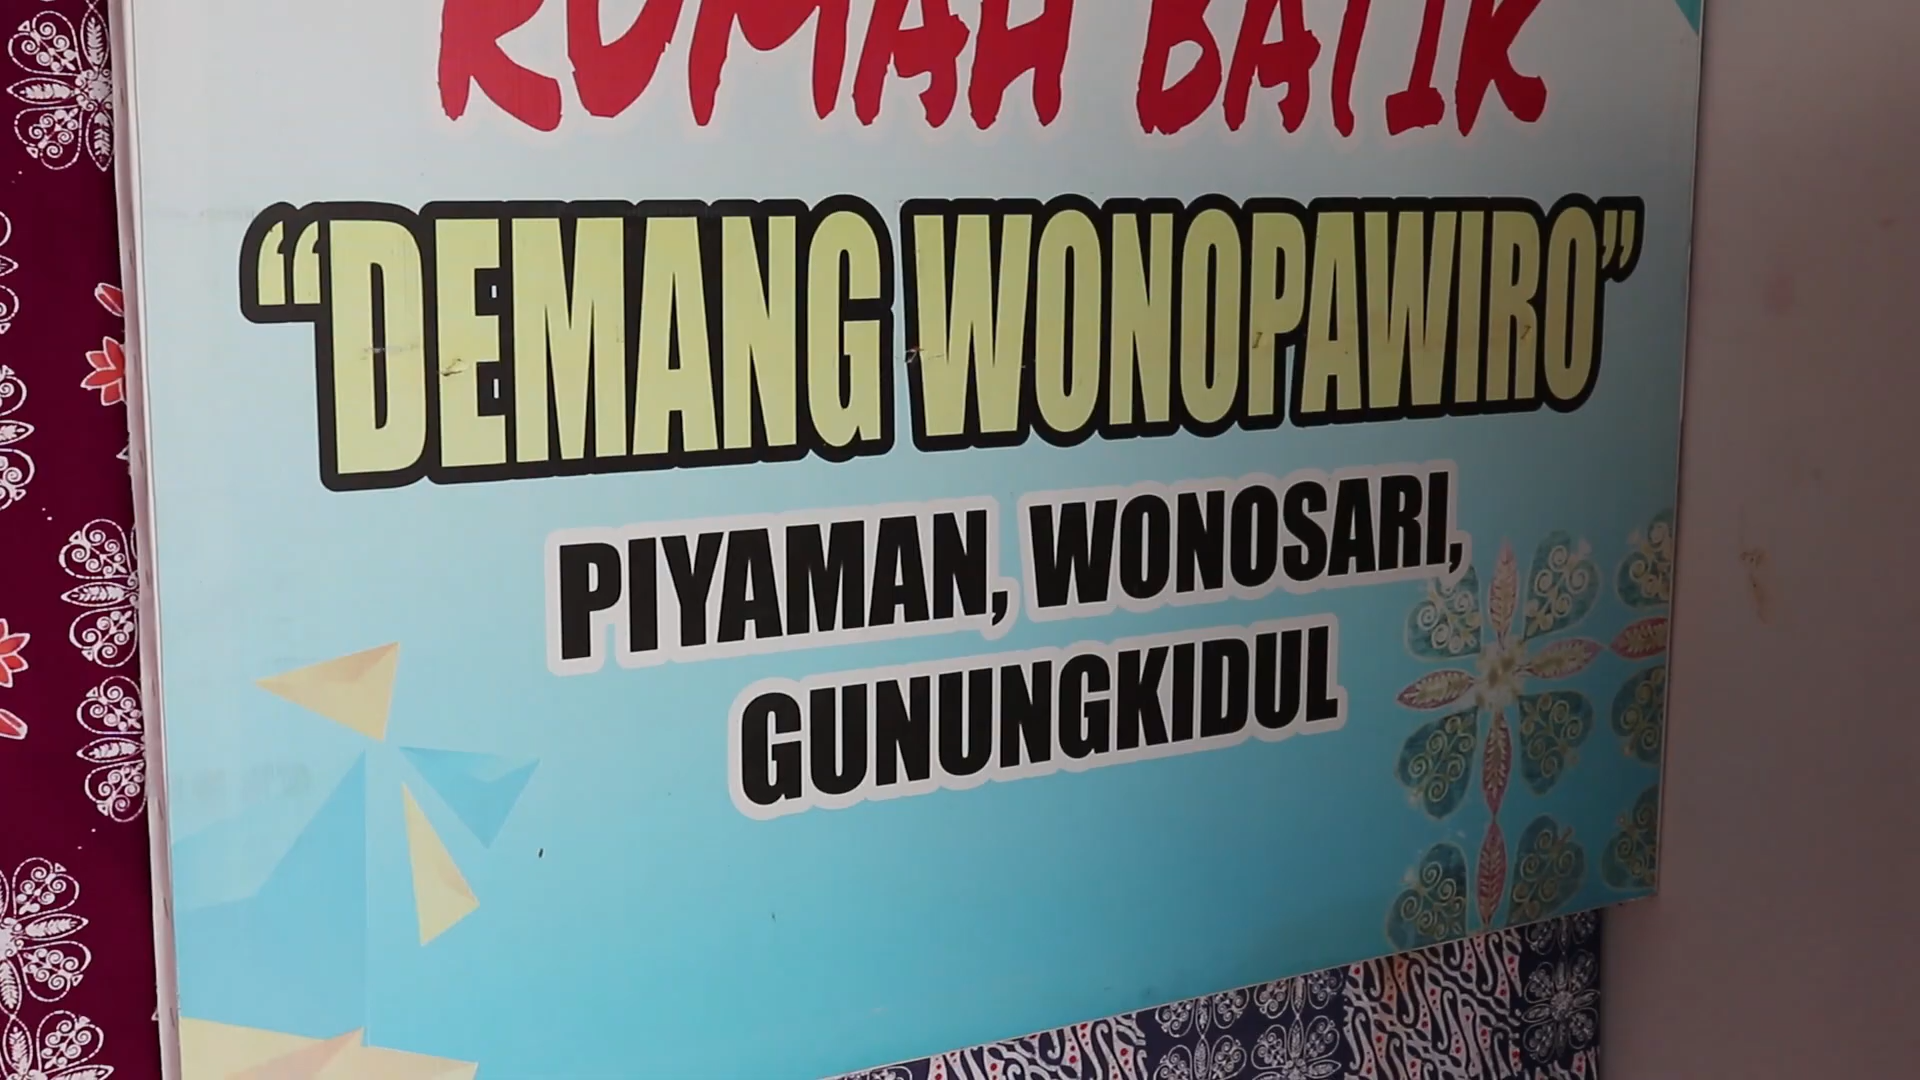 RUMAH BATIK
“DEMANG WONOPAWIRO”
PIYAMAN, WONOSARI,
GUNUNGKIDUL